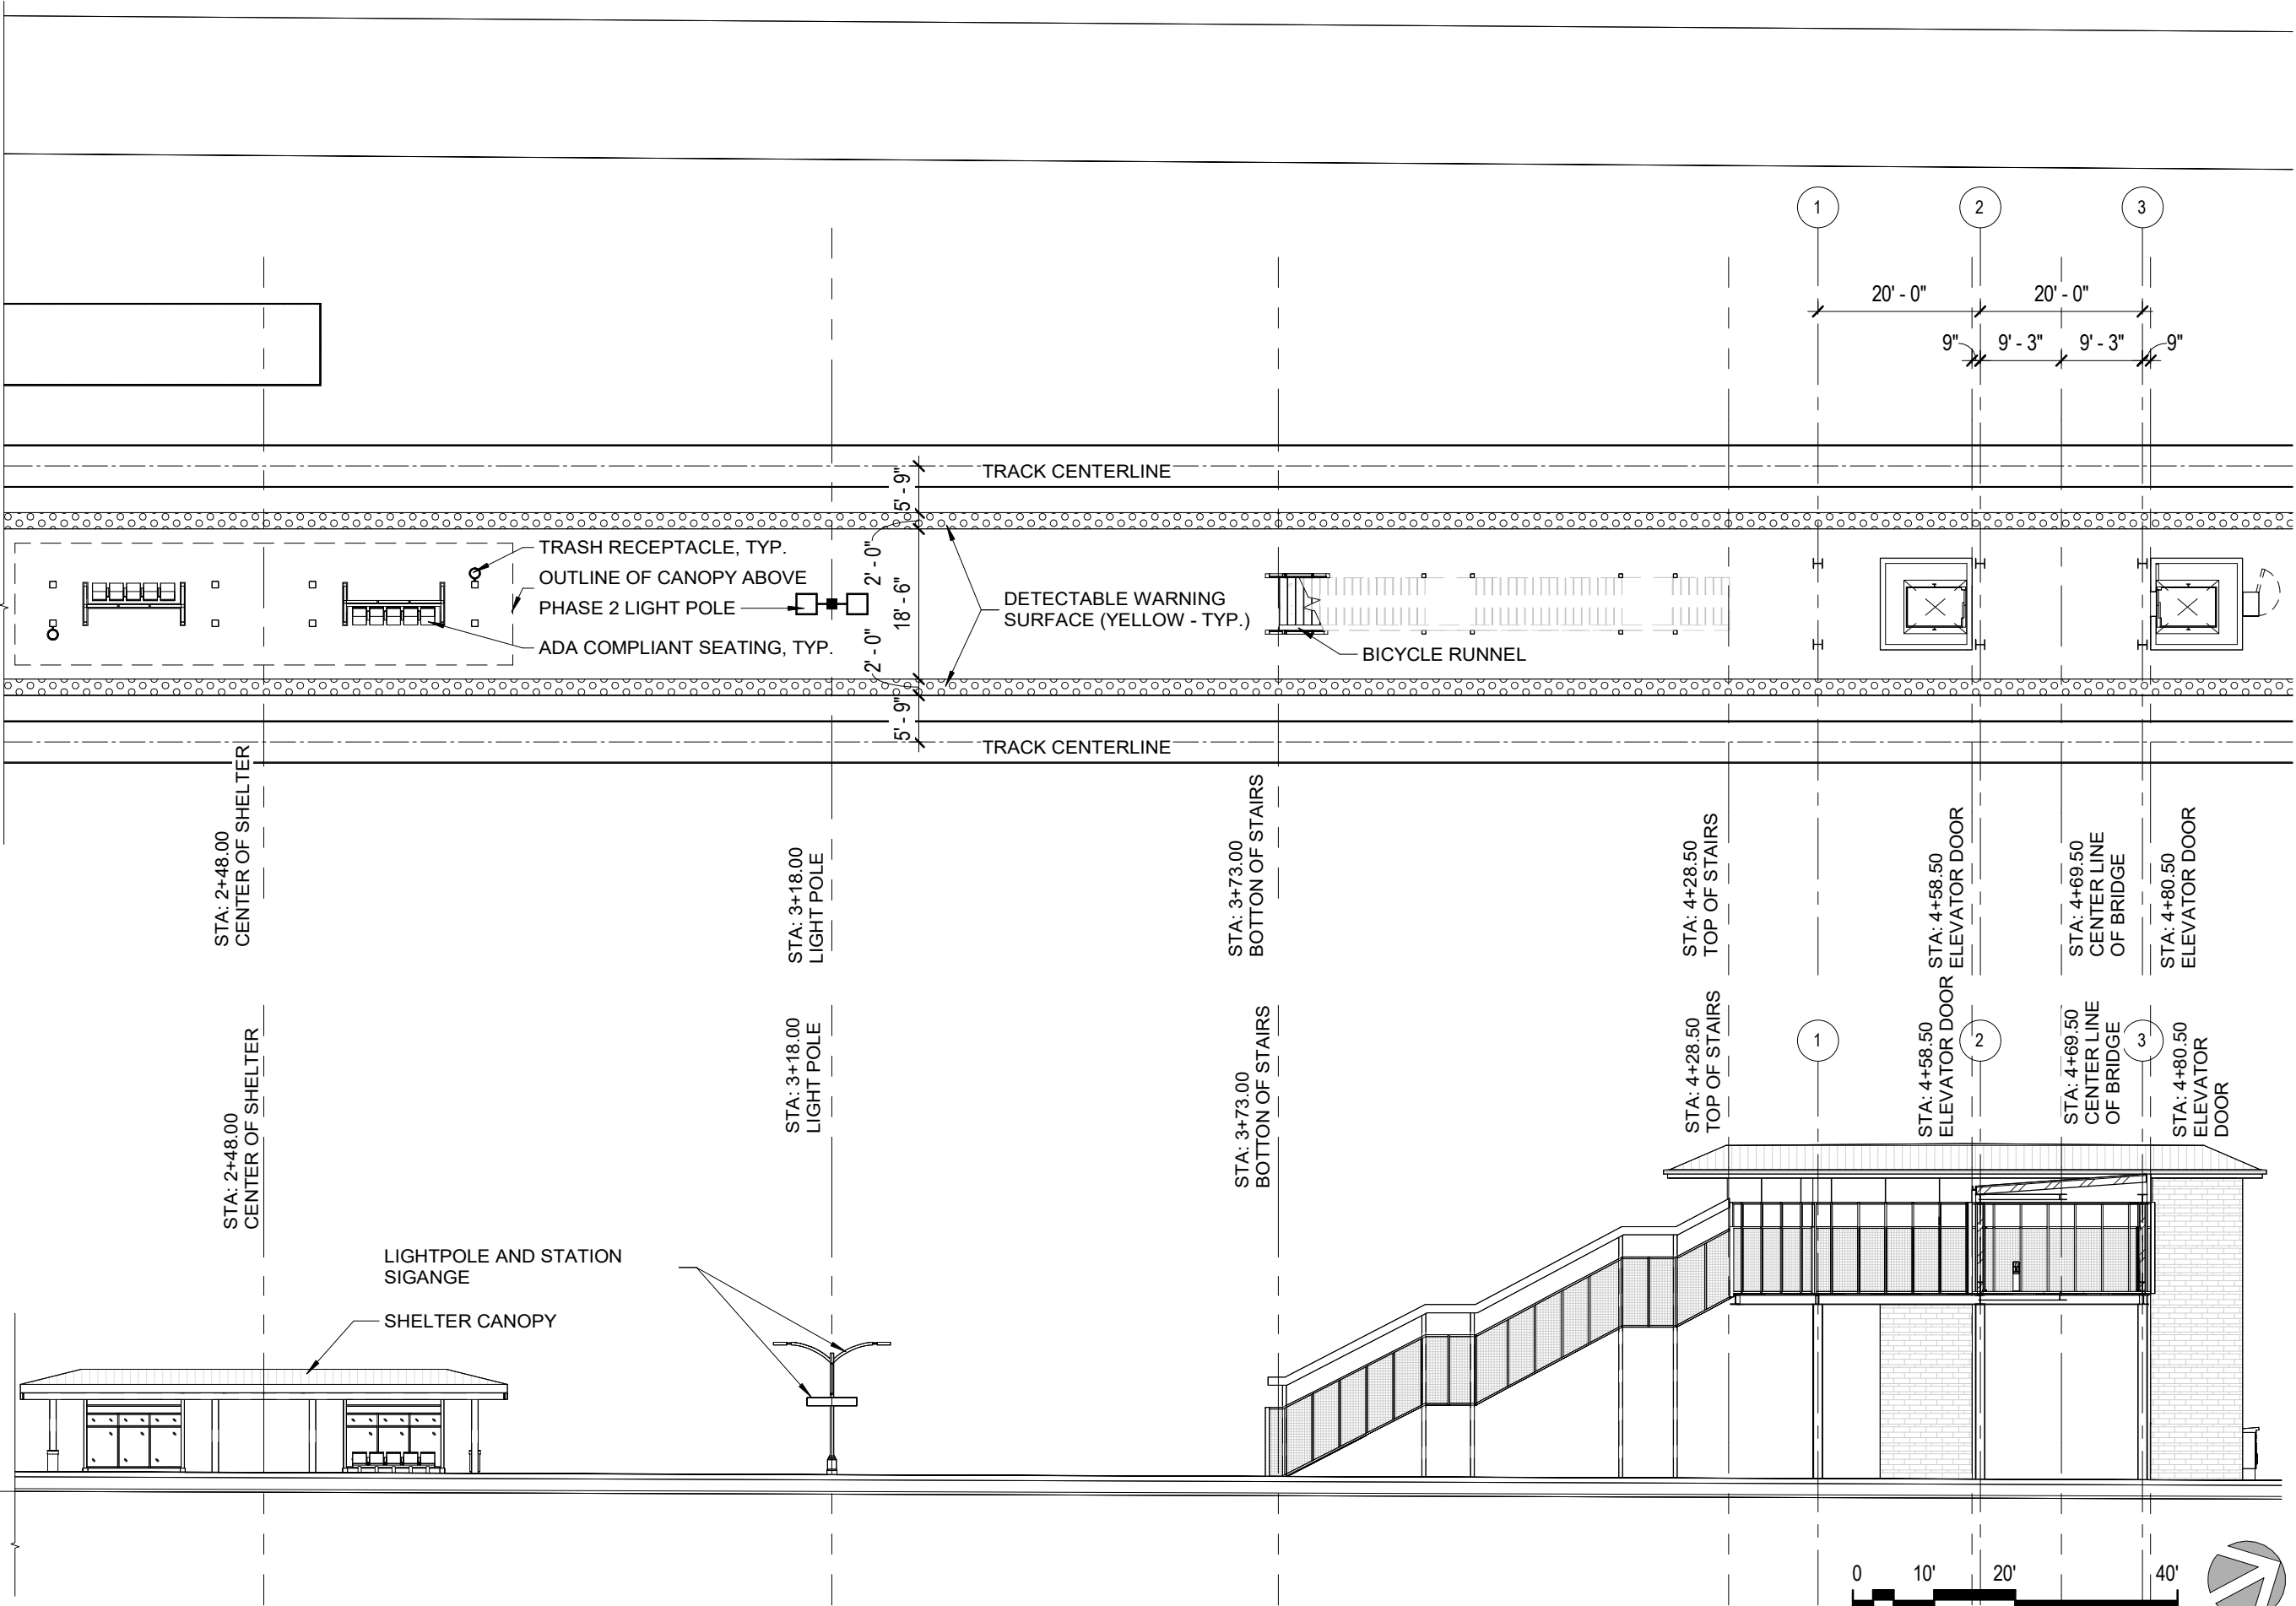 1
2
3
20' - 0"
20' - 0"
9"
9' - 3"
9' - 3"
9"
TRACK CENTERLINE
5' - 9"
2' - 0"
18' - 6"
2' - 0"
5' - 9"
TRASH RECEPTACLE, TYP.
OUTLINE OF CANOPY ABOVE
PHASE 2 LIGHT POLE
ADA COMPLIANT SEATING, TYP.
DETECTABLE WARNING
SURFACE (YELLOW - TYP.)
BICYCLE RUNNEL
TRACK CENTERLINE
STA: 2+48.00
CENTER OF SHELTER
STA: 3+18.00
LIGHT POLE
STA: 3+73.00
BOTTON OF STAIRS
STA: 4+28.50
TOP OF STAIRS
STA: 4+58.50
ELEVATOR DOOR
STA: 4+69.50
CENTER LINE
OF BRIDGE
STA: 4+80.50
ELEVATOR DOOR
STA: 2+48.00
CENTER OF SHELTER
STA: 3+18.00
LIGHT POLE
STA: 3+73.00
BOTTON OF STAIRS
STA: 4+28.50
TOP OF STAIRS
1
STA: 4+58.50
ELEVATOR DOOR
2
STA: 4+69.50
CENTER LINE
OF BRIDGE
3
STA: 4+80.50
ELEVATOR
DOOR
LIGHTPOLE AND STATION
SIGANGE
SHELTER CANOPY
0
10'
20'
40'